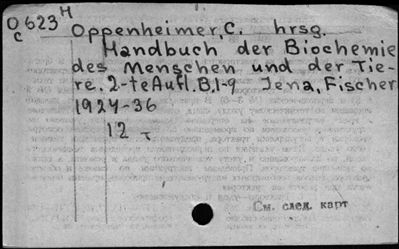 О 623 Н
с
Oppenheimer, C. hrsg.
Handbuch der Biochemie
des Menschen und der Tie-
re. 2-te Aufl. B, 1-9 Jena, Fischer
1924-36
12 т
См. след. карт